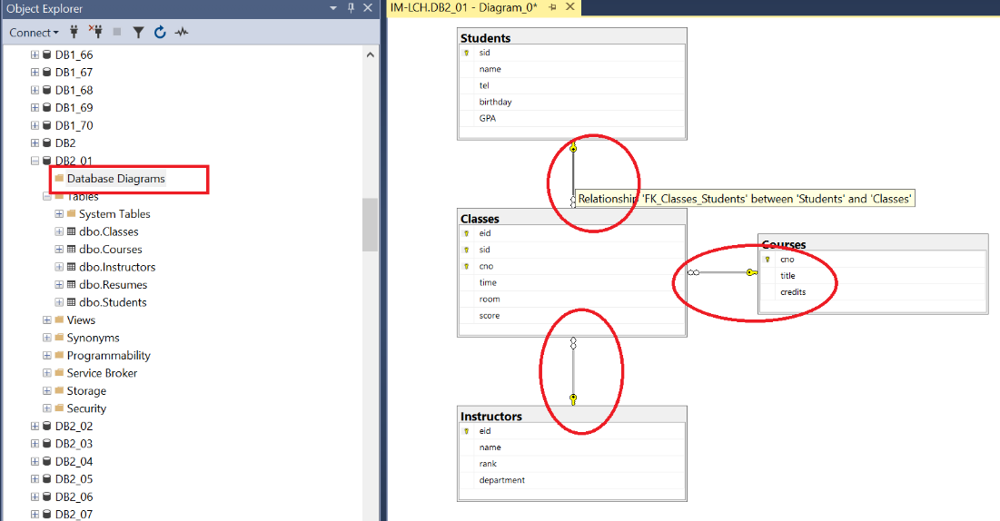 Object Explorer
Connect
DB1_66
DB1_67
DB1_68
DB1_69
DB1_70
DB2
DB2_01
Database Diagrams
Tables
System Tables
dbo.Classes
dbo.Courses
dbo.Instructors
dbo.Resumes
dbo.Students
Views
Synonyms
Programmability
Service Broker
Storage
Security
DB2_02
DB2_03
DB2_04
DB2_05
DB2_06
DB2_07
IM-LCH.DB2_01 - Diagram_0*
Students
sid
name
tel
birthday
GPA
Relationship 'FK_Classes_Students' between 'Students' and 'Classes'
Classes
eid
sid
cno
time
room
score
Courses
cno
title
credits
Instructors
eid
name
rank
department